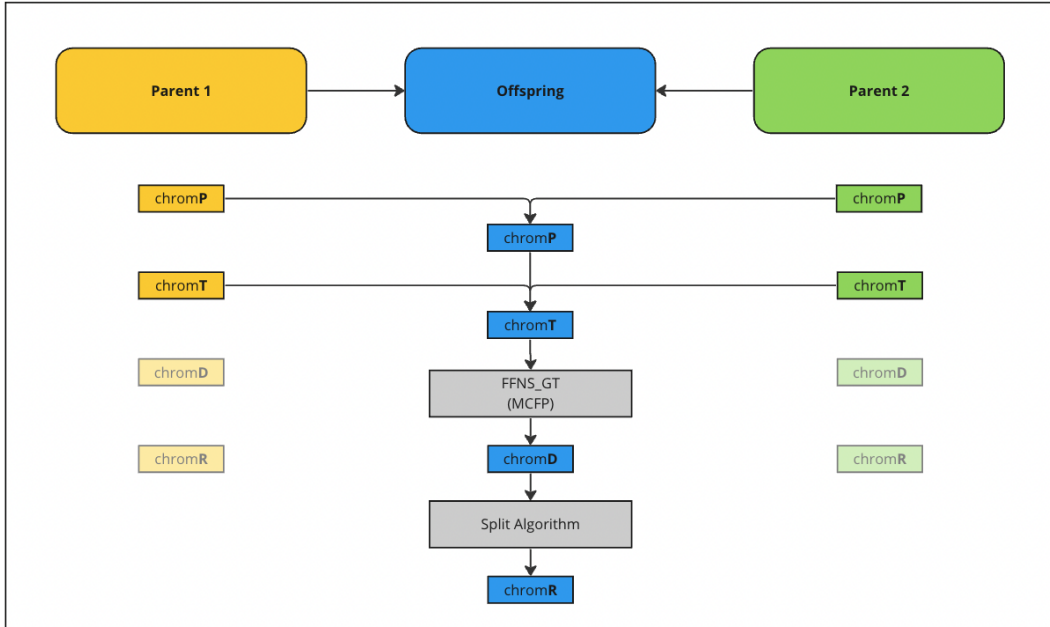 Parent 1
Offspring
Parent 2
chromP
chromP
chromP
chromT
chromT
chromT
chromD
chromD
FFNS_GT
(MCFP)
chromR
chromD
chromR
Split Algorithm
chromR